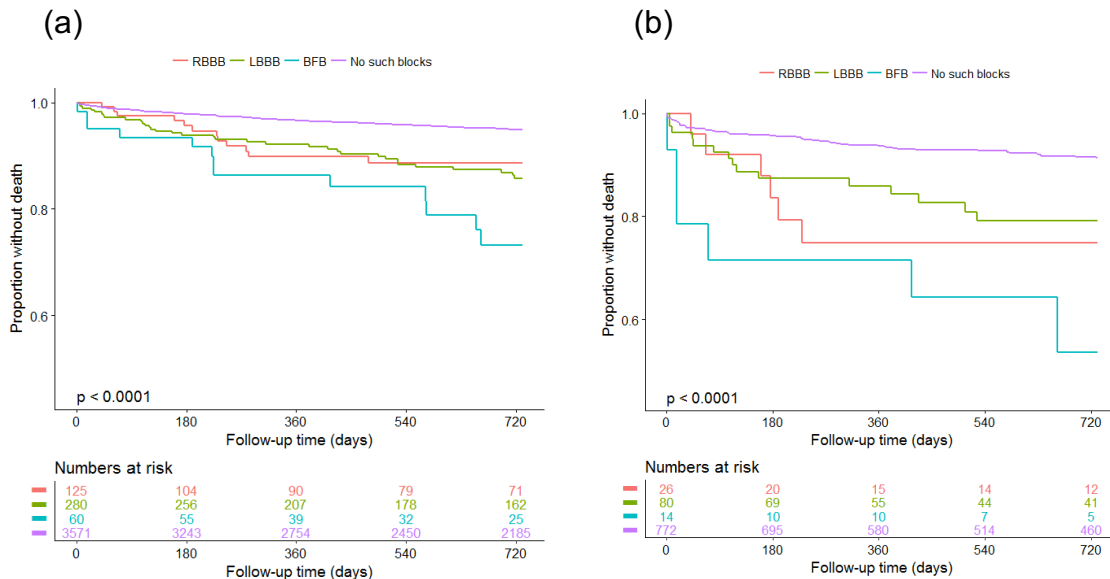 (a)
RBBB LBBB BFB No such blocks
Proportion without death
1.0
0.8
0.6
p < 0.0001
0 180 360 540 720
Follow-up time (days)
Numbers at risk
125 104 90 79 71
280 256 207 178 162
60 55 39 32 25
3571 3243 2754 2450 2185
0 180 360 540 720
Follow-up time (days)
(b)
RBBB LBBB BFB No such blocks
Proportion without death
1.0
0.8
0.6
p < 0.0001
0 180 360 540 720
Follow-up time (days)
Numbers at risk
26 20 15 14 12
80 69 55 44 41
14 10 10 7 5
772 695 580 514 460
0 180 360 540 720
Follow-up time (days)